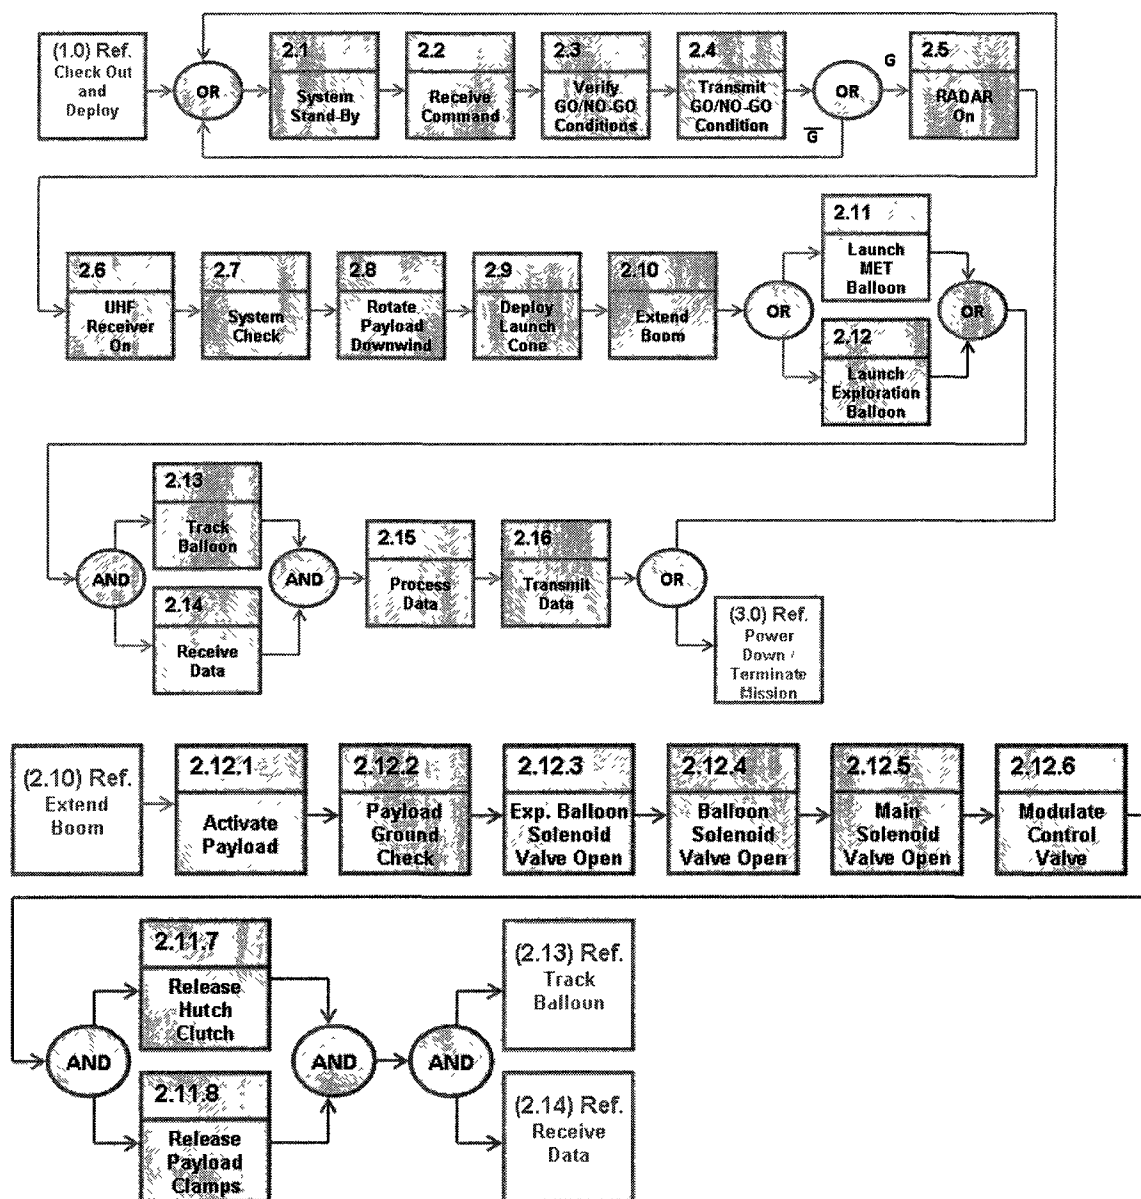 (1.0) Ref.
Check Out
and
Deploy
OR
2.1
System
Stand-By
2.2
Receive
Command
2.3
Verify
GO/NO-GO
Conditions
2.4
Transmit
GO/NO-GO
Condition
OR
G
G̅
2.5
RADAR
On
2.6
UHF
Receiver
On
2.7
System
Check
2.8
Rotate
Payload
Downwind
2.9
Deploy
Launch
Cone
2.10
Extend
Boom
OR
2.11
Launch
MET
Balloon
2.12
Launch
Exploration
Balloon
OR
AND
2.13
Track
Balloon
2.14
Receive
Data
AND
2.15
Process
Data
2.16
Transmit
Data
OR
(3.0) Ref.
Power
Down /
Terminate
Mission
(2.10) Ref.
Extend
Boom
2.12.1
Activate
Payload
2.12.2
Payload
Ground
Check
2.12.3
Exp. Balloon
Solenoid
Valve Open
2.12.4
Balloon
Solenoid
Valve Open
2.12.5
Main
Solenoid
Valve Open
2.12.6
Modulate
Control
Valve
AND
2.11.7
Release
Hutch
Clutch
2.11.8
Release
Payload
Clamps
AND
AND
(2.13) Ref.
Track
Balloun
(2.14) Ref.
Receive
Data